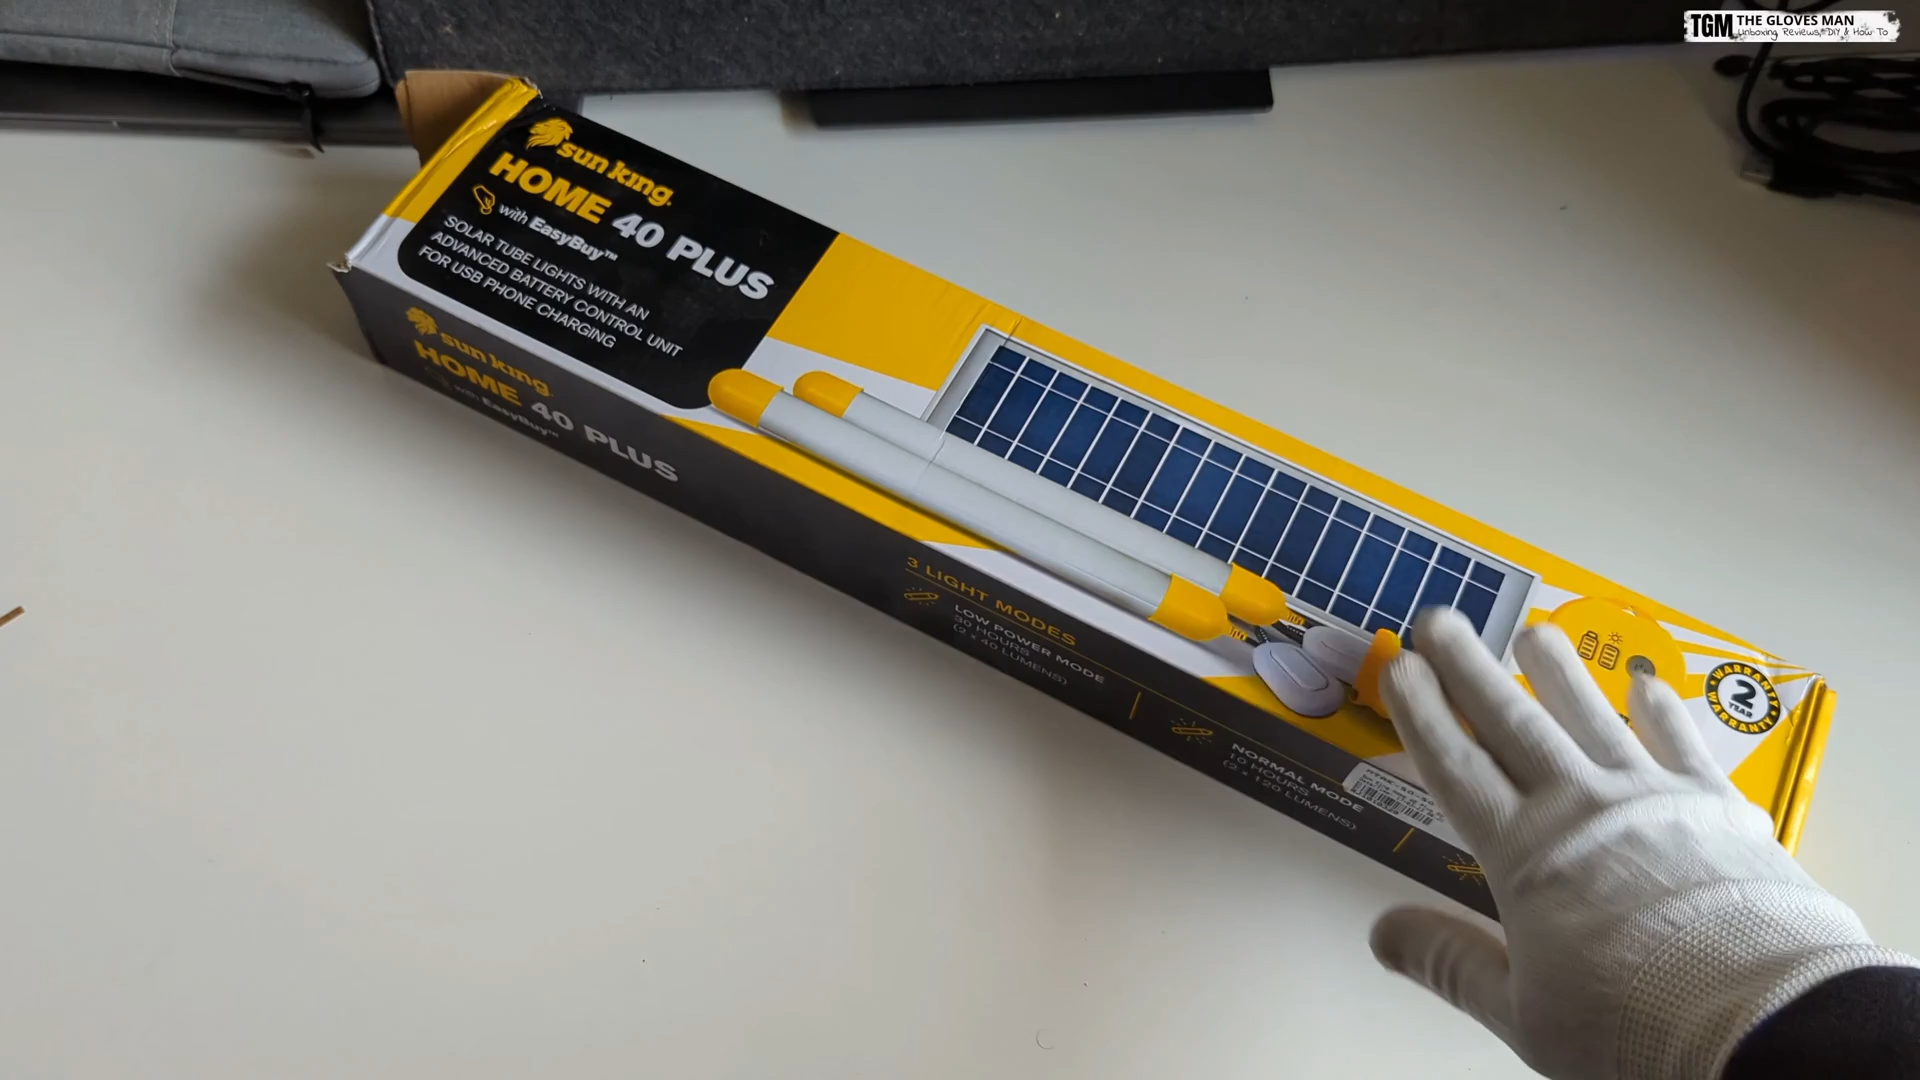 TGM THE GLOVES MAN
Unboxing Reviews, DIY & How To
sun king
HOME 40 PLUS
with EasyBuy™
SOLAR TUBE LIGHTS WITH AN
ADVANCED BATTERY CONTROL UNIT
FOR USB PHONE CHARGING
sun king
HOME 40 PLUS
with EasyBuy™
3 LIGHT MODES
LOW POWER MODE
30 HOURS
(2 x 40 LUMENS)
NORMAL MODE
10 HOURS
(2 x 120 LUMENS)
WARRANTY
2
YEAR
WARRANTY